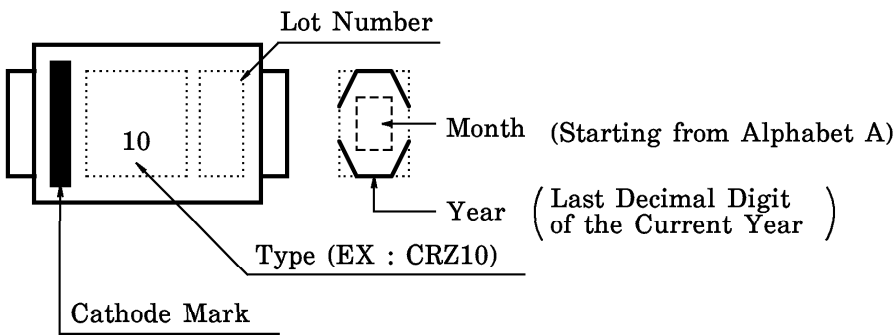 Lot Number
10
Month (Starting from Alphabet A)
Year (Last Decimal Digit
of the Current Year)
Type (EX : CRZ10)
Cathode Mark